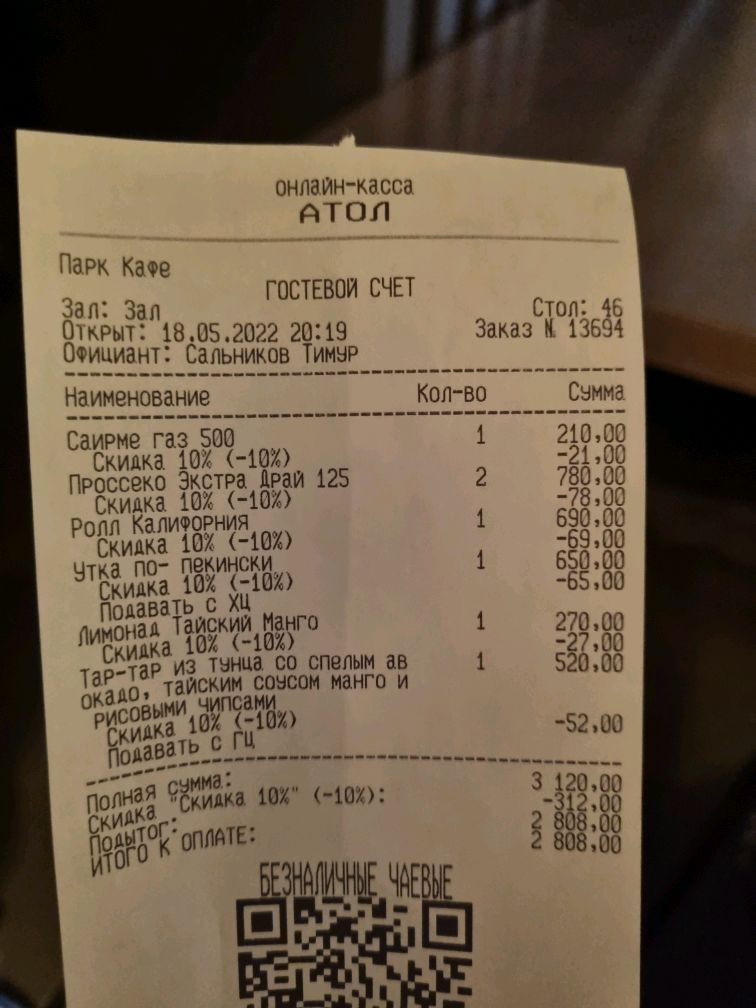 ОНЛАЙН-КАССА
АТОЛ
Парк Кафе
ГОСТЕВОЙ СЧЕТ
Зал: Зал Стол: 46
Открыт: 18.05.2022 20:19 Заказ № 13694
Официант: Сальников Тимур
Наименование Кол-во Сумма
Саирме газ 500 1 210,00
Скидка 10% (-10%) -21,00
Проссеко Экстра Драй 125 2 780,00
Скидка 10% (-10%) -78,00
Ролл Калифорния 1 690,00
Скидка 10% (-10%) -69,00
Утка по- пекински 1 650,00
Скидка 10% (-10%) -65,00
Подавать с ХЦ
Лимонад Тайский Манго 1 270,00
Скидка 10% (-10%) -27,00
Тар-тар из тунца со спелым ав 1 520,00
окадо, тайским соусом манго и
рисовыми чипсами
Скидка 10% (-10%) -52,00
Подавать с ГЦ
Полная сумма: 3 120,00
Скидка "Скидка 10%" (-10%): -312,00
Подытог: 2 808,00
ИТОГО К ОПЛАТЕ: 2 808,00
БЕЗНАЛИЧНЫЕ ЧАЕВЫЕ